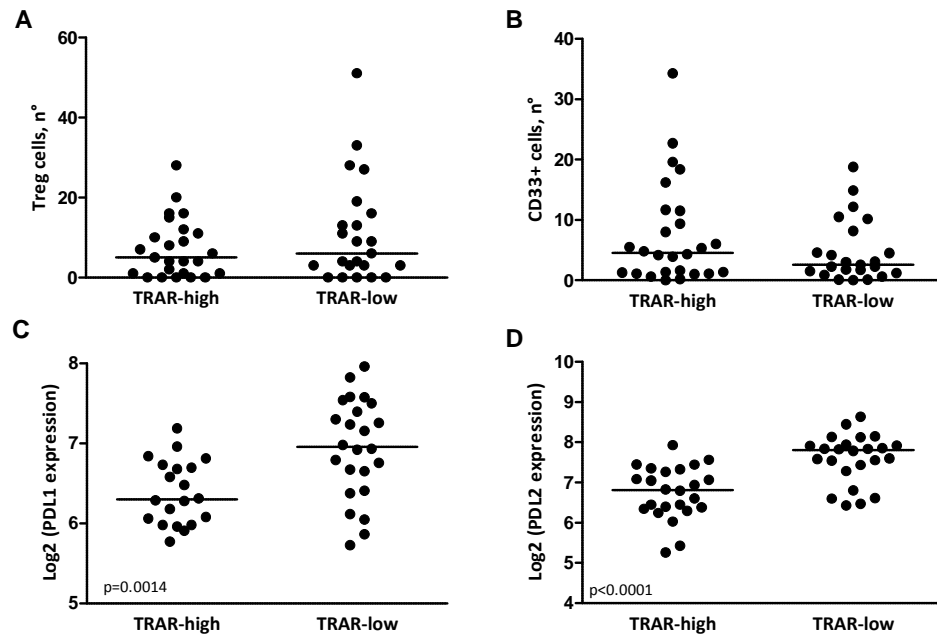 A
Treg cells, n°
60
40
20
0
TRAR-high
TRAR-low
B
CD33+ cells, n°
40
30
20
10
0
TRAR-high
TRAR-low
C
Log2 (PDL1 expression)
8
7
6
5
p=0.0014
TRAR-high
TRAR-low
D
Log2 (PDL2 expression)
10
9
8
7
6
5
4
p<0.0001
TRAR-high
TRAR-low